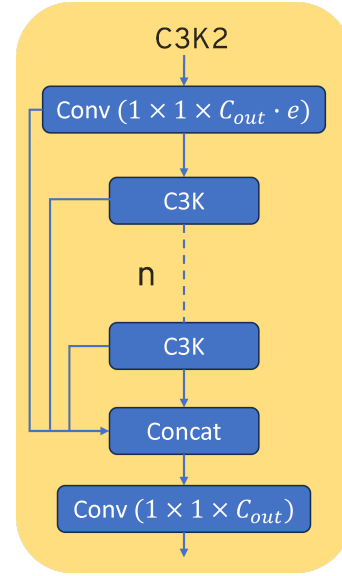 C3K2
Conv (1 × 1 × C_out · e)
C3K
n
C3K
Concat
Conv (1 × 1 × C_out)